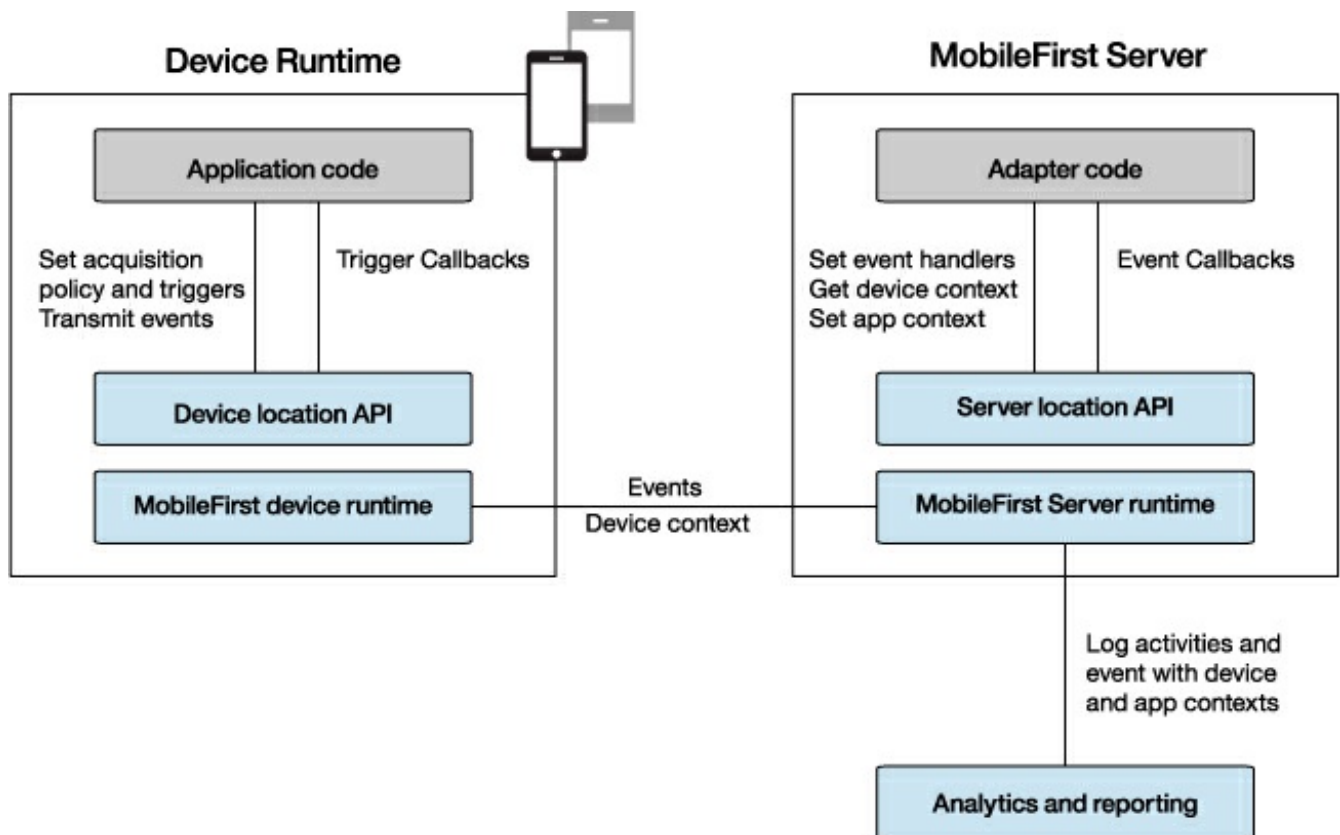 Device Runtime
MobileFirst Server
Application code
Set acquisition
policy and triggers
Transmit events
Trigger Callbacks
Device location API
MobileFirst device runtime
Events
Device context
Adapter code
Set event handlers
Get device context
Set app context
Event Callbacks
Server location API
MobileFirst Server runtime
Log activities and
event with device
and app contexts
Analytics and reporting